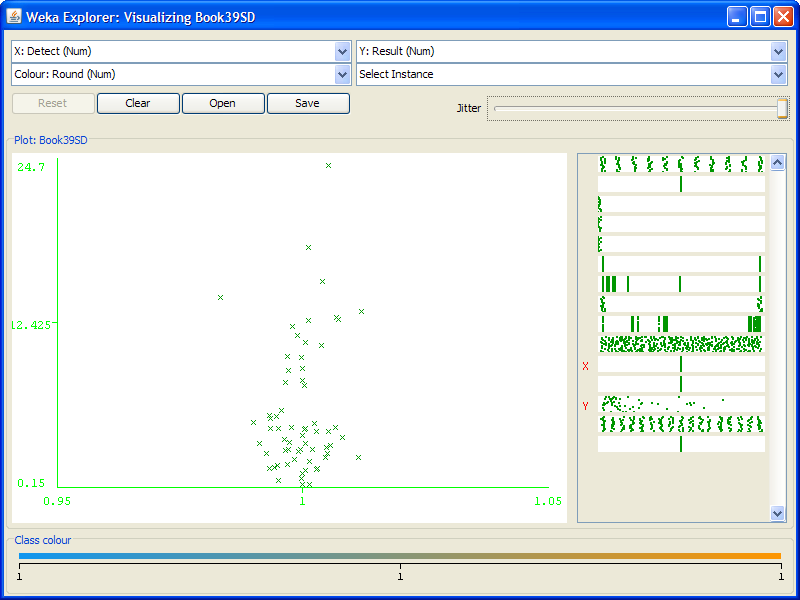 Weka Explorer: Visualizing Book39SD
X: Detect (Num)
Y: Result (Num)
Colour: Round (Num)
Select Instance
Reset
Clear
Open
Save
Jitter
Plot: Book39SD
24.7
12.425
0.15
0.95
1
1.05
X
Y
Class colour
1
1
1